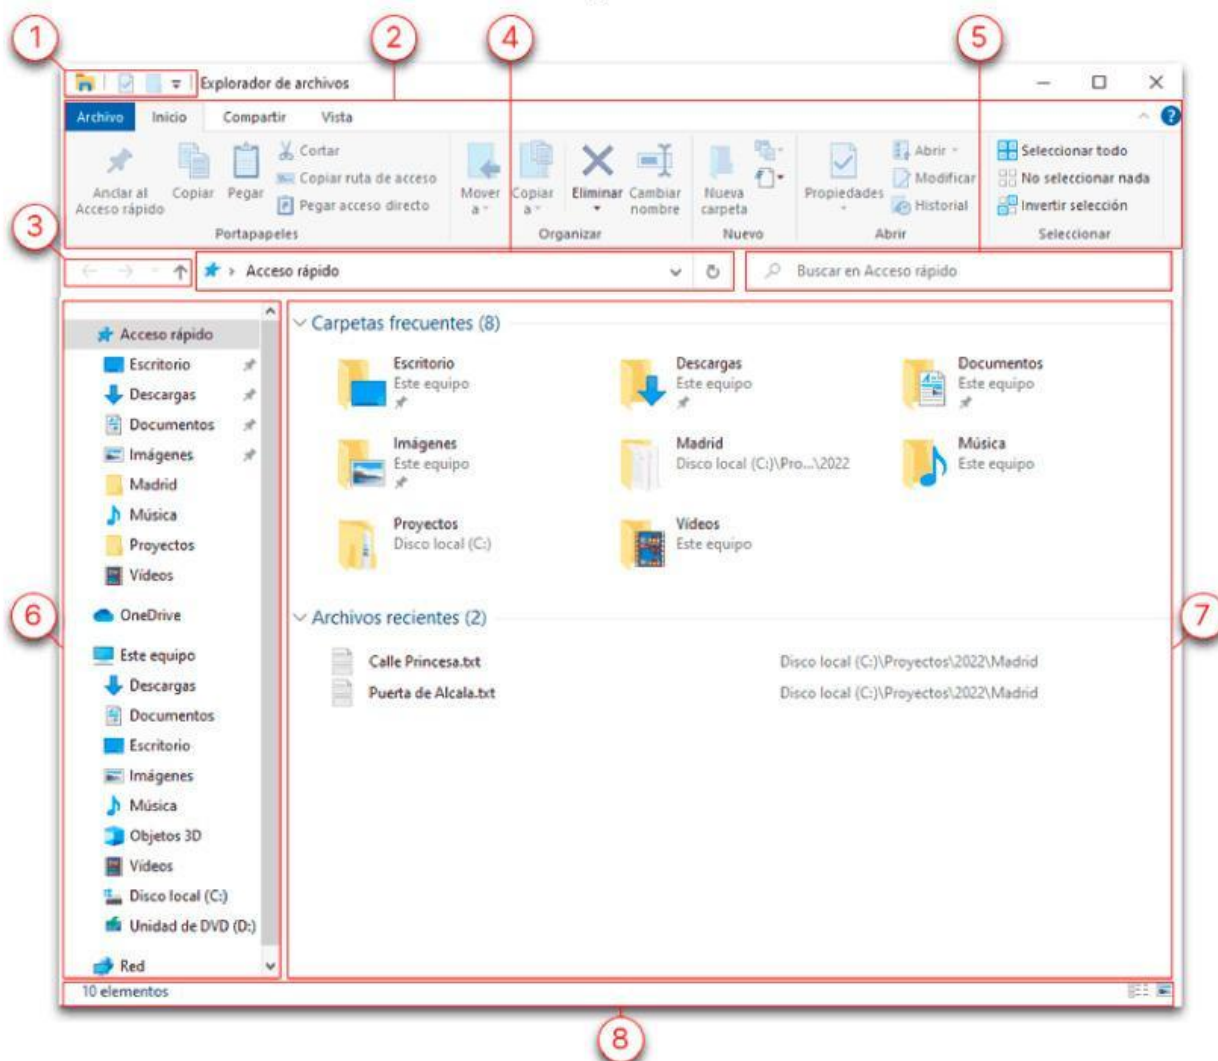 1
2
4
5
Explorador de archivos
Archivo Inicio Compartir Vista
Anclar al Acceso rápido
Copiar
Pegar
Cortar
Copiar ruta de acceso
Pegar acceso directo
Portapapeles
Mover a
Copiar a
Eliminar
Cambiar nombre
Organizar
Nueva carpeta
Nuevo
Propiedades
Abrir
Modificar
Historial
Abrir
Seleccionar todo
No seleccionar nada
Invertir selección
Seleccionar
3
Acceso rápido
Buscar en Acceso rápido
Acceso rápido
Escritorio
Descargas
Documentos
Imágenes
Madrid
Música
Proyectos
Vídeos
OneDrive
Este equipo
Descargas
Documentos
Escritorio
Imágenes
Música
Objetos 3D
Vídeos
Disco local (C:)
Unidad de DVD (D:)
Red
6
Carpetas frecuentes (8)
Escritorio
Este equipo
Descargas
Este equipo
Documentos
Este equipo
Imágenes
Este equipo
Madrid
Disco local (C:)\Pro...\2022
Música
Este equipo
Proyectos
Disco local (C:)
Vídeos
Este equipo
Archivos recientes (2)
Calle Princesa.txt Disco local (C:)\Proyectos\2022\Madrid
Puerta de Alcala.txt Disco local (C:)\Proyectos\2022\Madrid
7
10 elementos
8